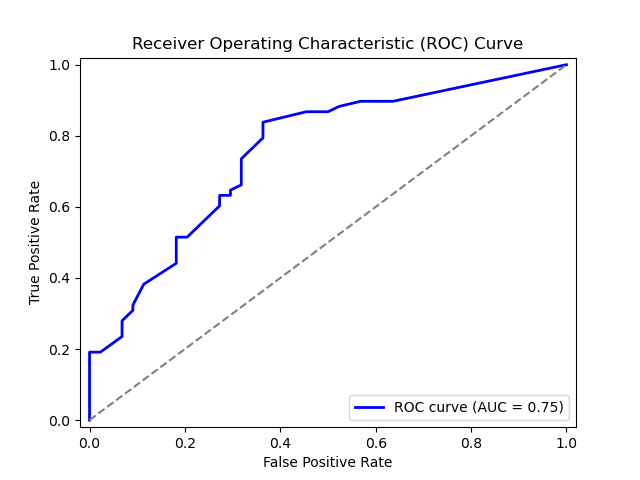 Receiver Operating Characteristic (ROC) Curve
1.0
0.8
0.6
0.4
0.2
0.0
True Positive Rate
ROC curve (AUC = 0.75)
0.0 0.2 0.4 0.6 0.8 1.0
False Positive Rate